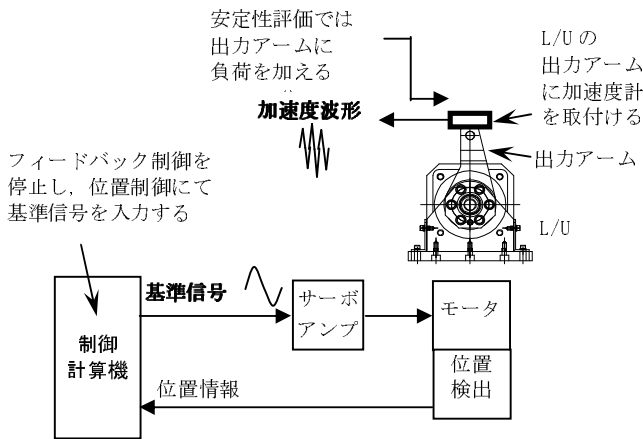 安定性評価では
出力アームに
負荷を加える
加速度波形
L/Uの
出力アーム
に加速度計
を取付ける
出力アーム
L/U
フィードバック制御を
停止し，位置制御にて
基準信号を入力する
基準信号
サーボ
アンプ
モータ
制御
計算機
位置
検出
位置情報